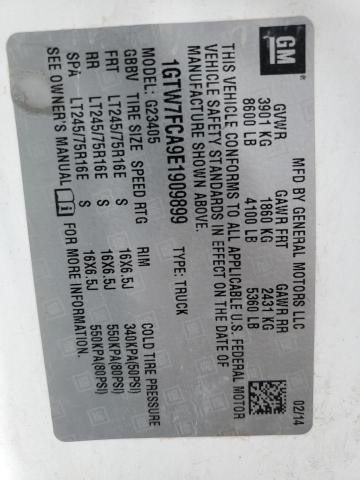 GM
MFD BY GENERAL MOTORS LLC
02/14
GVWR GAWR FRT GAWR RR
3901 KG 1860 KG 2431 KG
8600 LB 4100 LB 5360 LB
THIS VEHICLE CONFORMS TO ALL APPLICABLE U.S. FEDERAL MOTOR
VEHICLE SAFETY STANDARDS IN EFFECT ON THE DATE OF
MANUFACTURE SHOWN ABOVE.
1GTW7FCA9E1909899 TYPE: TRUCK
MODEL: G23405
GBBV TIRE SIZE SPEED RTG RIM COLD TIRE PRESSURE
FRT LT245/75R16E S 16X6.5J 340KPA(50PSI)
RR LT245/75R16E S 16X6.5J 550KPA(80PSI)
SPA LT245/75R16E S 16X6.5J 550KPA(80PSI)
SEE OWNER'S MANUAL FOR MORE INFORMATION